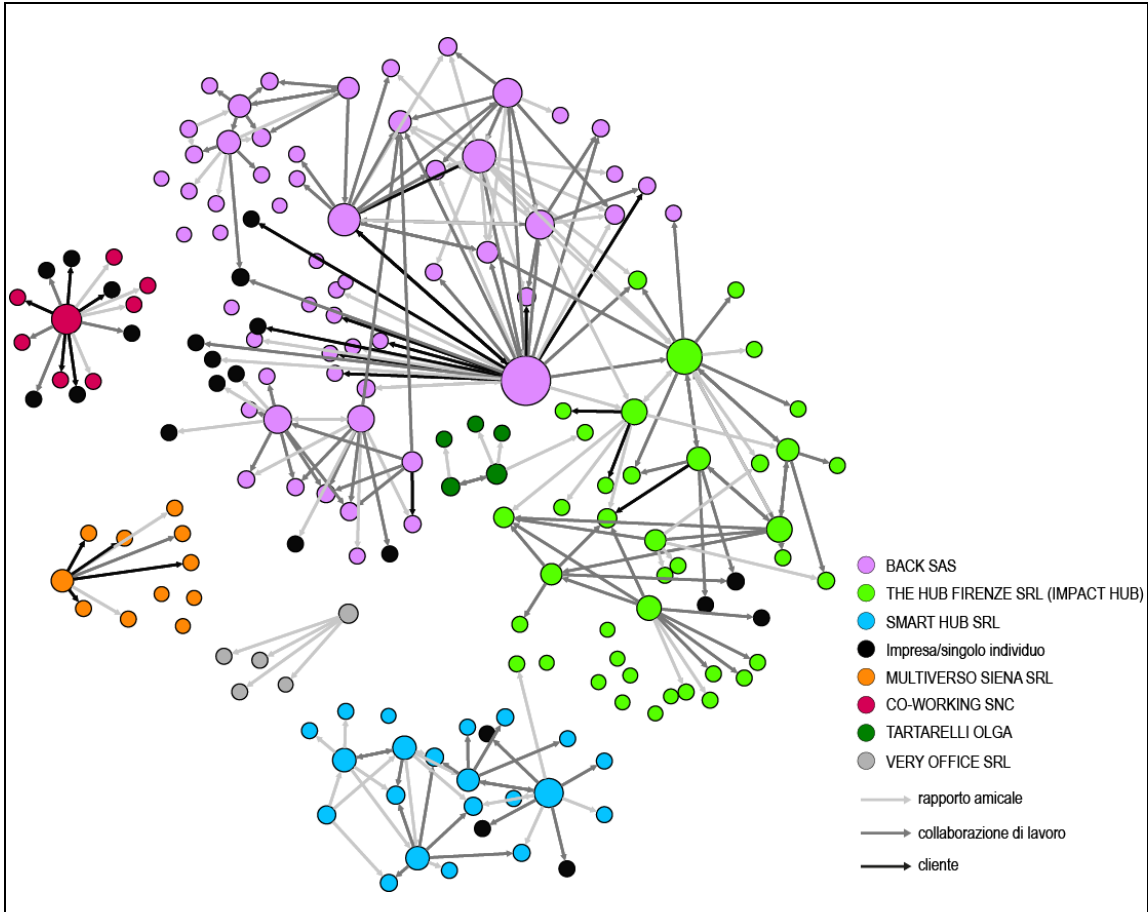 BACK SAS
THE HUB FIRENZE SRL (IMPACT HUB)
SMART HUB SRL
Impresa/singolo individuo
MULTIVERSO SIENA SRL
CO-WORKING SNC
TARTARELLI OLGA
VERY OFFICE SRL
rapporto amicale
collaborazione di lavoro
cliente